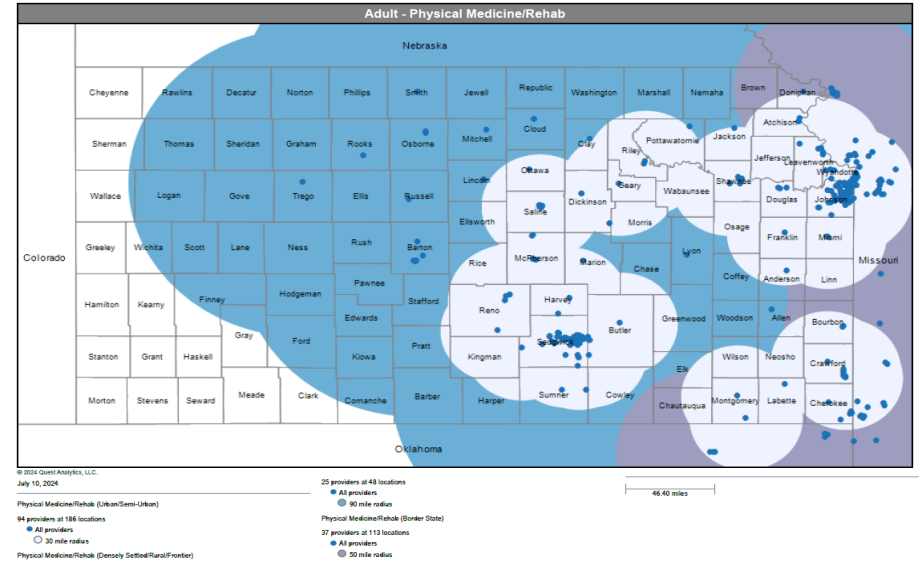 Adult - Physical Medicine/Rehab
Nebraska
Cheyenne Rawlins Decatur Norton Phillips Smith Jewell Republic Washington Marshall Nemaha Brown Doniphan
Sherman Thomas Sheridan Graham Rooks Osborne Mitchell Cloud Clay Riley Pottawatomie Jackson Atchison
Jefferson Leavenworth
Wyandotte
Wallace Logan Gove Trego Ellis Russell Lincoln Ottawa Geary Wabaunsee Shawnee Douglas Johnson
Saline Dickinson Morris
Ellsworth Osage
Colorado Greeley Wichita Scott Lane Ness Rush Barton Rice McPherson Marion Chase Lyon Franklin Miami Missouri
Hamilton Kearny Finney Hodgeman Pawnee Stafford Reno Harvey Coffey Anderson Linn
Gray Ford Edwards Sedgwick Butler Greenwood Woodson Allen Bourbon
Stanton Grant Haskell Kiowa Pratt Kingman Elk Wilson Neosho Crawford
Morton Stevens Seward Meade Clark Comanche Barber Harper Sumner Cowley Chautauqua Montgomery Labette Cherokee
Oklahoma
© 2024 Quest Analytics, LLC.
July 10, 2024
Physical Medicine/Rehab (Urban/Semi-Urban)
94 providers at 186 locations
All providers
30 mile radius
Physical Medicine/Rehab (Densely Settled/Rural/Frontier)
25 providers at 48 locations
All providers
90 mile radius
Physical Medicine/Rehab (Border State)
37 providers at 113 locations
All providers
50 mile radius
46.40 miles